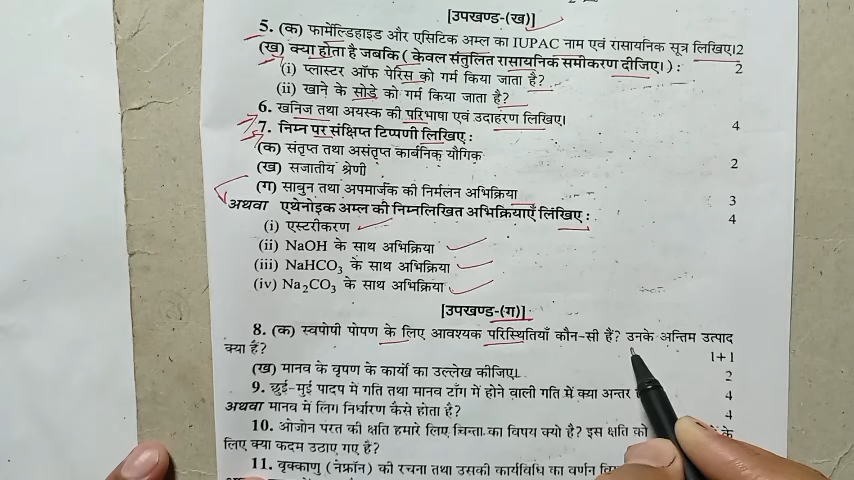 [उपखण्ड-(ख)]
5. (क) फार्मेल्डिहाइड और एसिटिक अम्ल का IUPAC नाम एवं रासायनिक सूत्र लिखिए।2
(ख) क्या होता है जबकि ( केवल संतुलित रासायनिक समीकरण दीजिए। ) : 2
(i) प्लास्टर ऑफ पेरिस को गर्म किया जाता है?
(ii) खाने के सोडे को गर्म किया जाता है?
6. खनिज तथा अयस्क की परिभाषा एवं उदाहरण लिखिए। 4
7. निम्न पर संक्षिप्त टिप्पणी लिखिए :
(क) संतृप्त तथा असंतृप्त कार्बनिक यौगिक 2
(ख) सजातीय श्रेणी
(ग) साबुन तथा अपमार्जक की निर्मलन अभिक्रिया 3
अथवा एथेनोइक अम्ल की निम्नलिखित अभिक्रियाएँ लिखिए : 4
(i) एस्टरीकरण
(ii) NaOH के साथ अभिक्रिया
(iii) NaHCO₃ के साथ अभिक्रिया
(iv) Na₂CO₃ के साथ अभिक्रिया
[उपखण्ड-(ग)]
8. (क) स्वपोषी पोषण के लिए आवश्यक परिस्थितियाँ कौन-सी हैं? उनके अन्तिम उत्पाद
क्या हैं? 1+1
(ख) मानव के वृषण के कार्यों का उल्लेख कीजिए। 2
9. छुई-मुई पादप में गति तथा मानव टाँग में होने वाली गति में क्या अन्तर 4
अथवा मानव में लिंग निर्धारण कैसे होता है? 4
10. ओजोन परत की क्षति हमारे लिए चिन्ता का विषय क्यों है? इस क्षति को के
लिए क्या कदम उठाए गए है?
11. वृक्काणु (नेफ्रॉन) की रचना तथा उसकी कार्यविधि का वर्णन